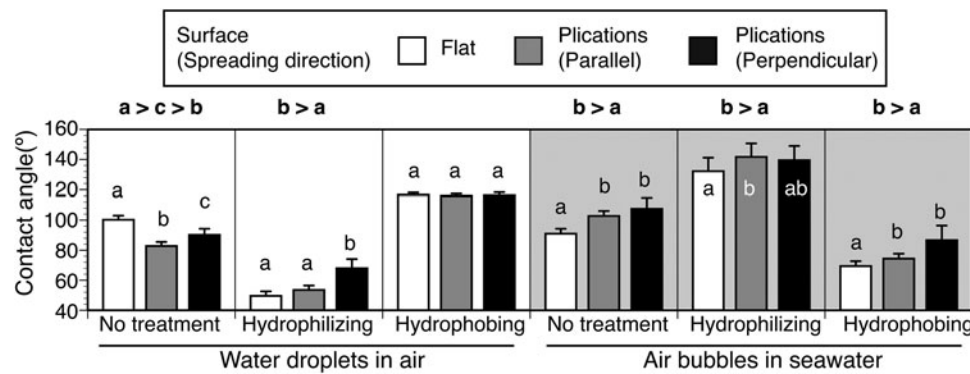 Surface
(Spreading direction)
Flat
Plications
(Parallel)
Plications
(Perpendicular)
a > c > b
b > a
b > a
b > a
b > a
Contact angle(º)
160
140
120
100
80
60
40
a
b
c
a
a
b
a
a
a
a
b
b
a
b
ab
a
b
b
No treatment
Hydrophilizing
Hydrophobing
No treatment
Hydrophilizing
Hydrophobing
Water droplets in air
Air bubbles in seawater